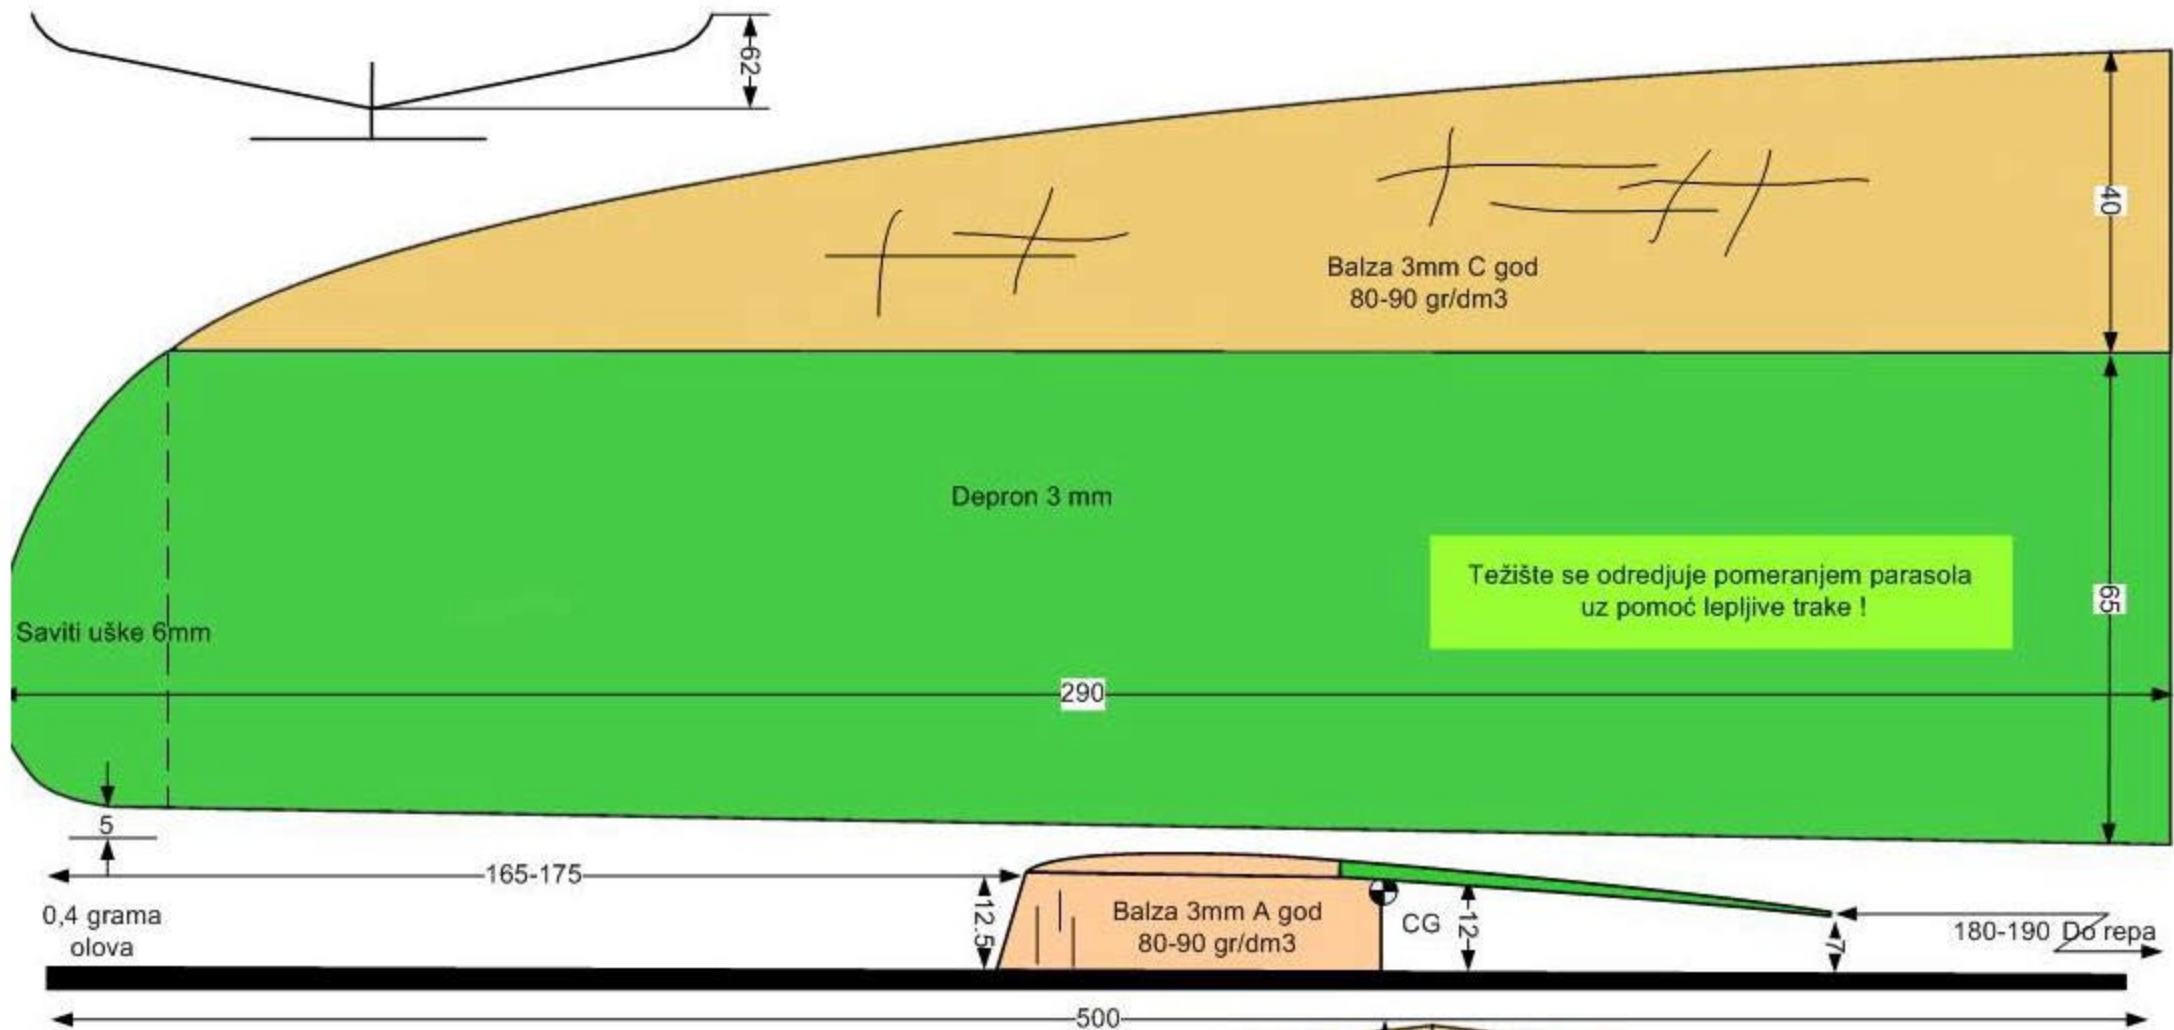 62
40
Balza 3mm C god
80-90 gr/dm3
Depron 3 mm
Težište se odredjuje pomeranjem parasola
uz pomoć lepljive trake !
65
Saviti uške 6mm
290
5
165-175
0,4 grama
olova
12.5
Balza 3mm A god
80-90 gr/dm3
CG
12
7
180-190 Do repa
500